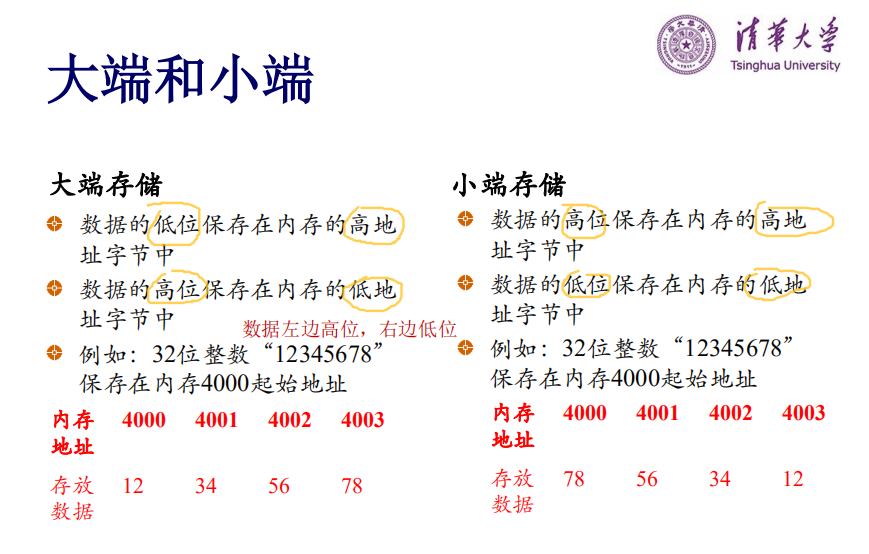 清華大学
Tsinghua University
大端和小端
大端存储
数据的低位保存在内存的高地
址字节中
数据的高位保存在内存的低地
址字节中
数据左边高位，右边低位
例如：32位整数“12345678”
保存在内存4000起始地址
内存 4000 4001 4002 4003
地址
存放 12 34 56 78
数据
小端存储
数据的高位保存在内存的高地
址字节中
数据的低位保存在内存的低地
址字节中
例如：32位整数“12345678”
保存在内存4000起始地址
内存 4000 4001 4002 4003
地址
存放 78 56 34 12
数据